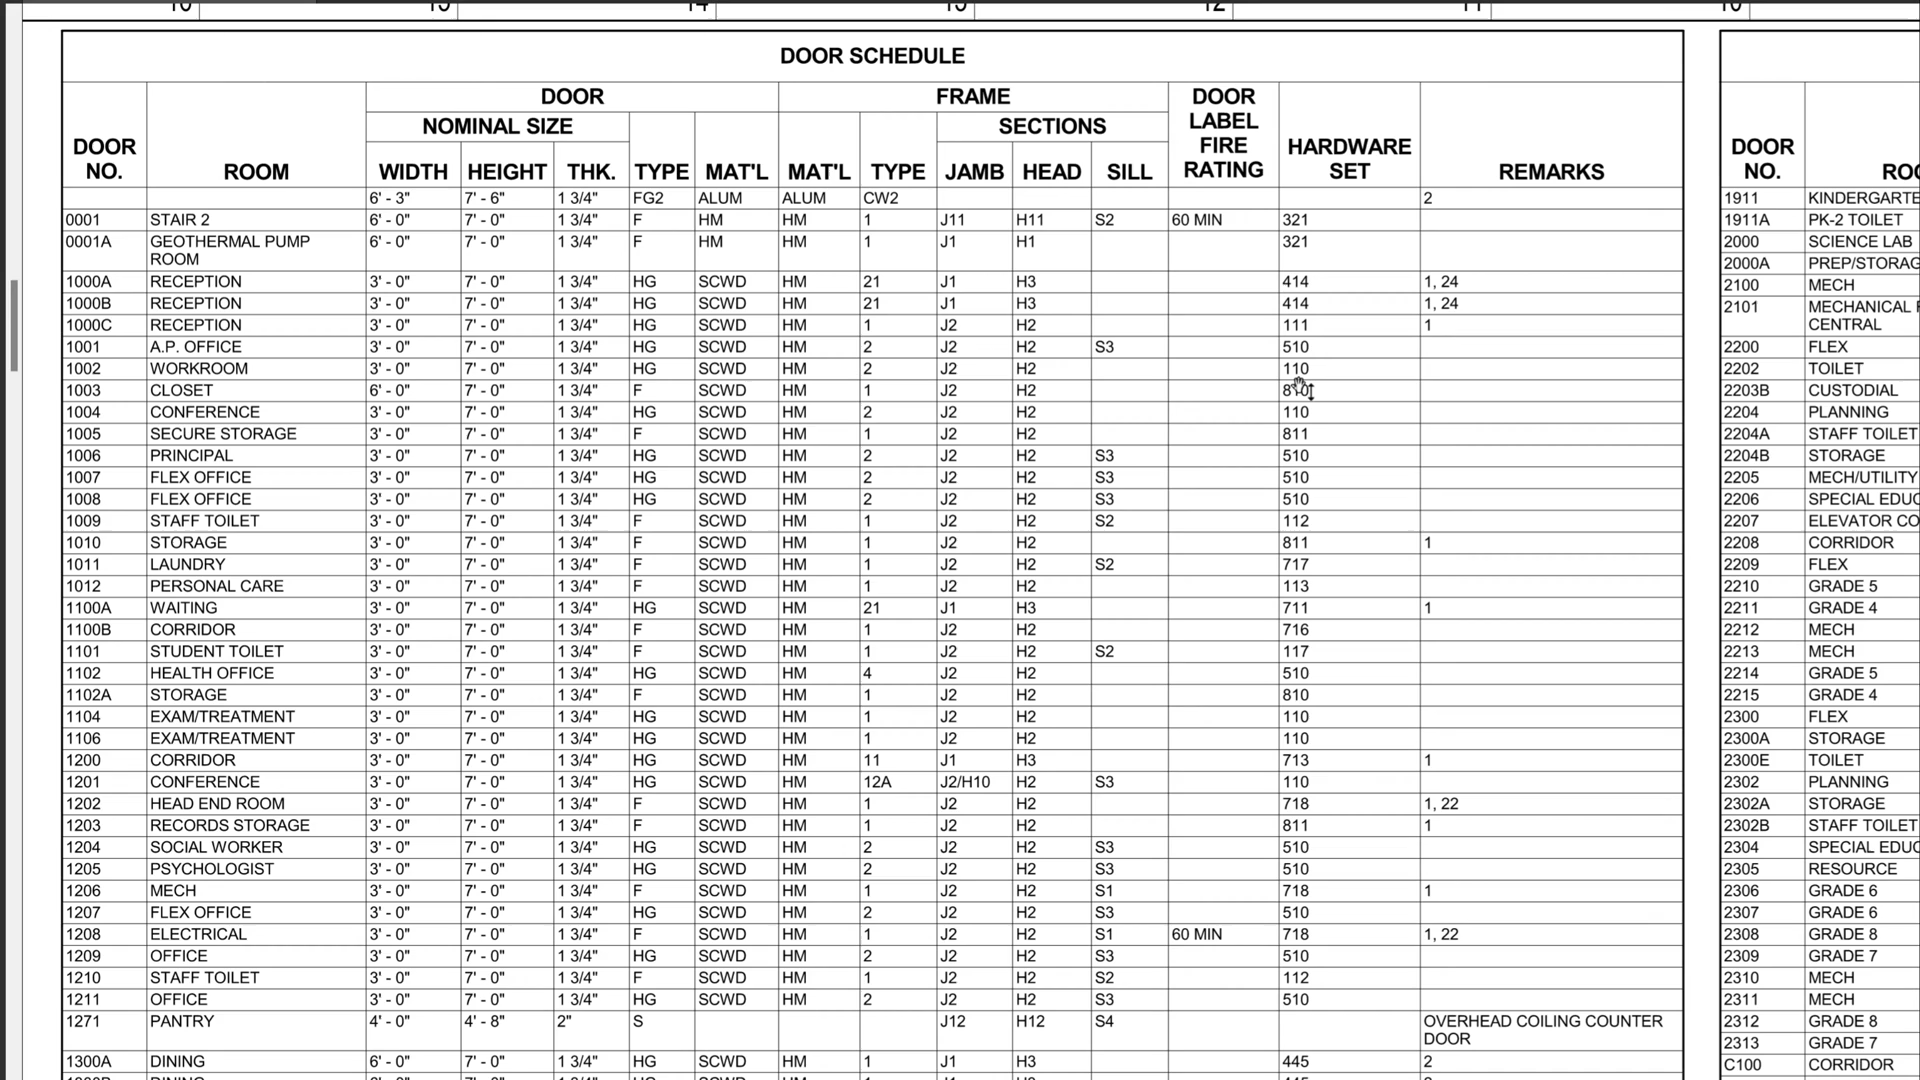 DOOR SCHEDULE
DOOR NO. ROOM DOOR NOMINAL SIZE WIDTH HEIGHT THK. TYPE MAT'L FRAME MAT'L TYPE SECTIONS JAMB HEAD SILL DOOR LABEL FIRE RATING HARDWARE SET REMARKS
6' - 3" 7' - 6" 1 3/4" FG2 ALUM ALUM CW2 2
0001 STAIR 2 6' - 0" 7' - 0" 1 3/4" F HM HM 1 J11 H11 S2 60 MIN 321
0001A GEOTHERMAL PUMP ROOM 6' - 0" 7' - 0" 1 3/4" F HM HM 1 J1 H1 321
1000A RECEPTION 3' - 0" 7' - 0" 1 3/4" HG SCWD HM 21 J1 H3 414 1, 24
1000B RECEPTION 3' - 0" 7' - 0" 1 3/4" HG SCWD HM 21 J1 H3 414 1, 24
1000C RECEPTION 3' - 0" 7' - 0" 1 3/4" HG SCWD HM 1 J2 H2 111 1
1001 A.P. OFFICE 3' - 0" 7' - 0" 1 3/4" HG SCWD HM 2 J2 H2 S3 510
1002 WORKROOM 3' - 0" 7' - 0" 1 3/4" HG SCWD HM 2 J2 H2 110
1003 CLOSET 6' - 0" 7' - 0" 1 3/4" F SCWD HM 1 J2 H2
1004 CONFERENCE 3' - 0" 7' - 0" 1 3/4" HG SCWD HM 2 J2 H2 110
1005 SECURE STORAGE 3' - 0" 7' - 0" 1 3/4" F SCWD HM 1 J2 H2 811
1006 PRINCIPAL 3' - 0" 7' - 0" 1 3/4" HG SCWD HM 2 J2 H2 S3 510
1007 FLEX OFFICE 3' - 0" 7' - 0" 1 3/4" HG SCWD HM 2 J2 H2 S3 510
1008 FLEX OFFICE 3' - 0" 7' - 0" 1 3/4" HG SCWD HM 2 J2 H2 S3 510
1009 STAFF TOILET 3' - 0" 7' - 0" 1 3/4" F SCWD HM 1 J2 H2 S2 112
1010 STORAGE 3' - 0" 7' - 0" 1 3/4" F SCWD HM 1 J2 H2 811 1
1011 LAUNDRY 3' - 0" 7' - 0" 1 3/4" F SCWD HM 1 J2 H2 S2 717
1012 PERSONAL CARE 3' - 0" 7' - 0" 1 3/4" F SCWD HM 1 J2 H2 113
1100A WAITING 3' - 0" 7' - 0" 1 3/4" HG SCWD HM 21 J1 H3 711 1
1100B CORRIDOR 3' - 0" 7' - 0" 1 3/4" F SCWD HM 1 J2 H2 716
1101 STUDENT TOILET 3' - 0" 7' - 0" 1 3/4" F SCWD HM 1 J2 H2 S2 117
1102 HEALTH OFFICE 3' - 0" 7' - 0" 1 3/4" HG SCWD HM 4 J2 H2 510
1102A STORAGE 3' - 0" 7' - 0" 1 3/4" F SCWD HM 1 J2 H2 810
1104 EXAM/TREATMENT 3' - 0" 7' - 0" 1 3/4" HG SCWD HM 1 J2 H2 110
1106 EXAM/TREATMENT 3' - 0" 7' - 0" 1 3/4" HG SCWD HM 1 J2 H2 110
1200 CORRIDOR 3' - 0" 7' - 0" 1 3/4" HG SCWD HM 11 J1 H3 713 1
1201 CONFERENCE 3' - 0" 7' - 0" 1 3/4" HG SCWD HM 12A J2/H10 H2 S3 110
1202 HEAD END ROOM 3' - 0" 7' - 0" 1 3/4" F SCWD HM 1 J2 H2 718 1, 22
1203 RECORDS STORAGE 3' - 0" 7' - 0" 1 3/4" F SCWD HM 1 J2 H2 811 1
1204 SOCIAL WORKER 3' - 0" 7' - 0" 1 3/4" HG SCWD HM 2 J2 H2 S3 510
1205 PSYCHOLOGIST 3' - 0" 7' - 0" 1 3/4" HG SCWD HM 2 J2 H2 S3 510
1206 MECH 3' - 0" 7' - 0" 1 3/4" F SCWD HM 1 J2 H2 S1 718 1
1207 FLEX OFFICE 3' - 0" 7' - 0" 1 3/4" HG SCWD HM 2 J2 H2 S3 510
1208 ELECTRICAL 3' - 0" 7' - 0" 1 3/4" F SCWD HM 1 J2 H2 S1 60 MIN 718 1, 22
1209 OFFICE 3' - 0" 7' - 0" 1 3/4" HG SCWD HM 2 J2 H2 S3 510
1210 STAFF TOILET 3' - 0" 7' - 0" 1 3/4" F SCWD HM 1 J2 H2 S2 112
1211 OFFICE 3' - 0" 7' - 0" 1 3/4" HG SCWD HM 2 J2 H2 S3 510
1271 PANTRY 4' - 0" 4' - 8" 2" S J12 H12 S4 OVERHEAD COILING COUNTER DOOR
1300A DINING 6' - 0" 7' - 0" 1 3/4" HG SCWD HM 1 J1 H3 445 2
DOOR NO.
1911 KINDERGARTE
1911A PK-2 TOILET
2000 SCIENCE LAB
2000A PREP/STORAG
2100 MECH
2101 MECHANICAL
CENTRAL
2200 FLEX
2202 TOILET
2203B CUSTODIAL
2204 PLANNING
2204A STAFF TOILET
2204B STORAGE
2205 MECH/UTILITY
2206 SPECIAL EDUC
2207 ELEVATOR CO
2208 CORRIDOR
2209 FLEX
2210 GRADE 5
2211 GRADE 4
2212 MECH
2213 MECH
2214 GRADE 5
2215 GRADE 4
2300 FLEX
2300A STORAGE
2300E TOILET
2302 PLANNING
2302A STORAGE
2302B STAFF TOILET
2304 SPECIAL EDUC
2305 RESOURCE
2306 GRADE 6
2307 GRADE 6
2308 GRADE 8
2309 GRADE 7
2310 MECH
2311 MECH
2312 GRADE 8
2313 GRADE 7
C100 CORRIDOR